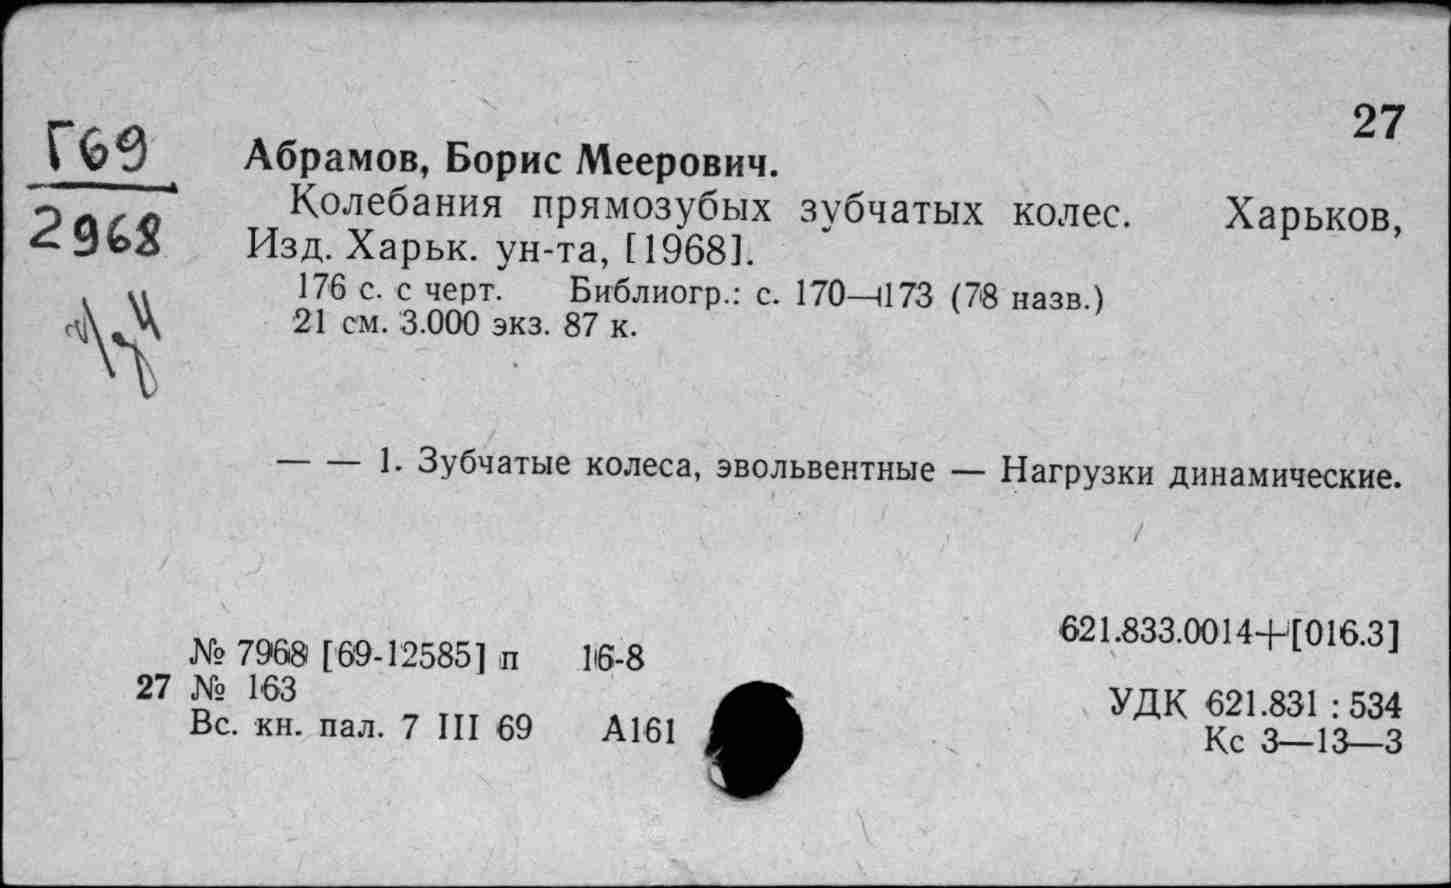 27
Г69
2968
Абрамов, Борис Меерович.
Колебания прямозубых зубчатых колес. Харьков,
Изд. Харьк. ун-та, [1968].
176 с. с черт. Библиогр.: с. 170—173 (78 назв.)
21 см. 3.000 экз. 87 к.
— — 1. Зубчатые колеса, эвольвентные — Нагрузки динамические.
621.833.0014+[016.3]
№ 7968 [69-12585] п 16-8
27 № 163
УДК 621.831 : 534
Вс. кн. пал. 7 III 69 А161
Кс 3—13—3